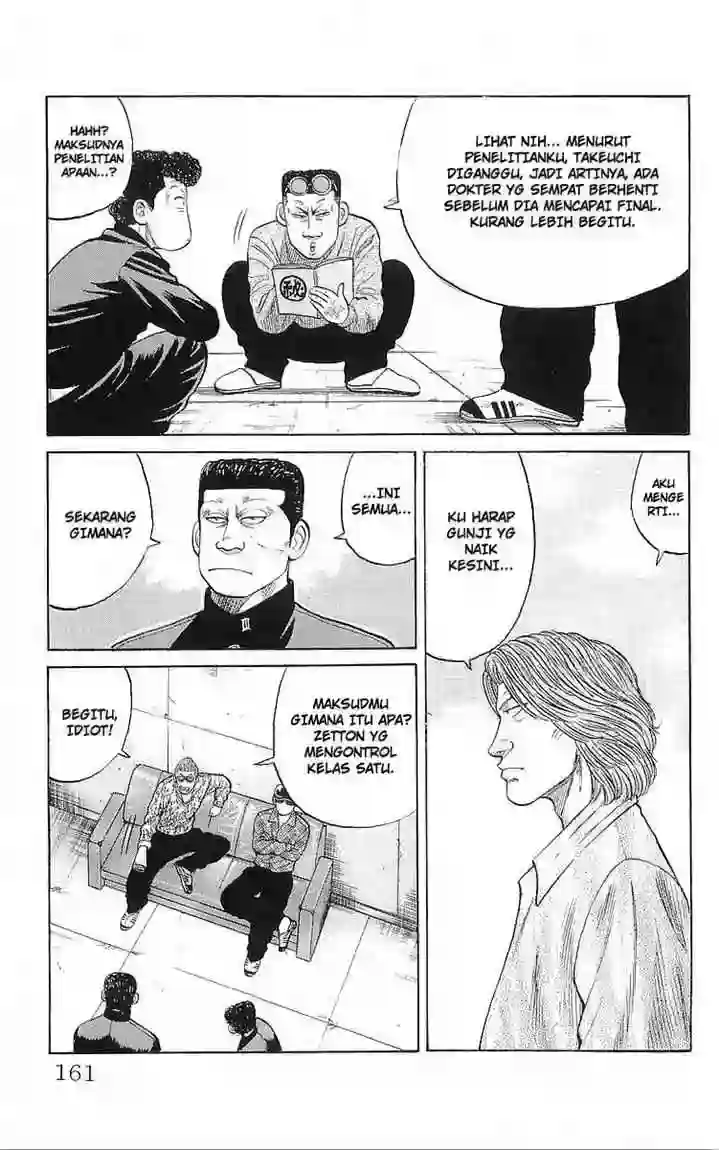 LIHAT NIH... MENURUT
PENELITIANKU, TAKEUCHI
DIGANGGU, JADI ARTINYA, ADA
DOKTER YG SEMPAT BERHENTI
SEBELUM DIA MENCAPAI FINAL.
KURANG LEBIH BEGITU.
HAHH?
MAKSUDNYA
PENELITIAN
APAAN...?
秘
AKU
MENGE
RTI...
KU HARAP
GUNJI YG
NAIK
KESINI...
...INI
SEMUA...
SEKARANG
GIMANA?
III
MAKSUDMU
GIMANA ITU APA?
ZETTON YG
MENGONTROL
KELAS SATU.
BEGITU,
IDIOT!
161